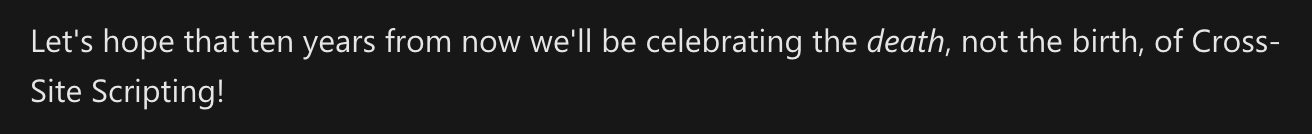 Let's hope that ten years from now we'll be celebrating the death, not the birth, of Cross-
Site Scripting!